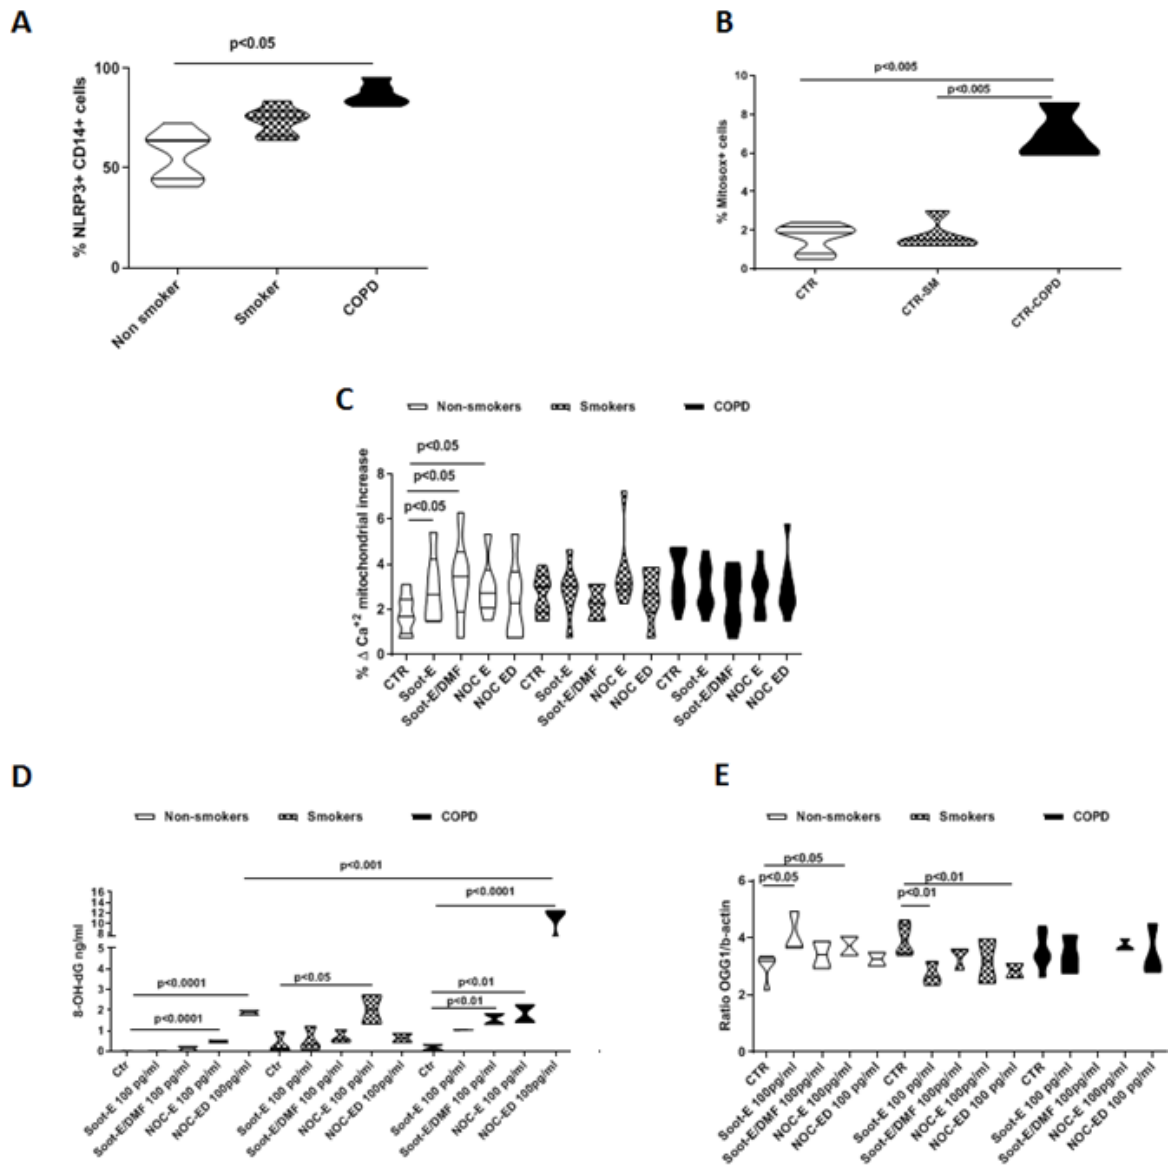 A
p<0.05
% NLRP3+ CD14+ cells
100
50
0
Non smoker
Smoker
COPD
B
p<0.005
p<0.005
% Mitosox+ cells
10
8
6
4
2
0
CTR
CTR-SM
CTR-COPD
C
Non-smokers Smokers COPD
p<0.05
p<0.05
p<0.05
% Δ Ca⁺² mitochondrial increase
8
6
4
2
0
CTR
Soot-E
Soot-E/DMF
NOC E
NOC ED
CTR
Soot-E
Soot-E/DMF
NOC E
NOC ED
CTR
Soot-E
Soot-E/DMF
NOC E
NOC ED
D
Non-smokers Smokers COPD
p<0.001
p<0.0001
p<0.0001
p<0.05
p<0.01
p<0.01
p<0.0001
8-OH-dG ng/ml
16
14
12
10
8
5
4
3
2
1
0
Ctr
Soot-E 100 pg/ml
Soot-E/DMF 100 pg/ml
NOC-E 100 pg/ml
NOC-ED 100pg/ml
Ctr
Soot-E 100 pg/ml
Soot-E/DMF 100 pg/ml
NOC-E 100 pg/ml
NOC-ED 100pg/ml
Ctr
Soot-E 100 pg/ml
Soot-E/DMF 100 pg/ml
NOC-E 100 pg/ml
NOC-ED 100pg/ml
E
Non-smokers Smokers COPD
p<0.05
p<0.05
p<0.01
p<0.01
Ratio OGG1/b-actin
6
4
2
0
CTR
Soot-E 100pg/ml
Soot-E/DMF 100 pg/ml
NOC-E 100 pg/ml
NOC-ED 100 pg/ml
CTR
Soot-E 100 pg/ml
Soot-E/DMF 100 pg/ml
NOC-E 100 pg/ml
NOC-ED 100 pg/ml
CTR
Soot-E 100 pg/ml
Soot-E/DMF 100 pg/ml
NOC-E 100 pg/ml
NOC-ED 100 pg/ml